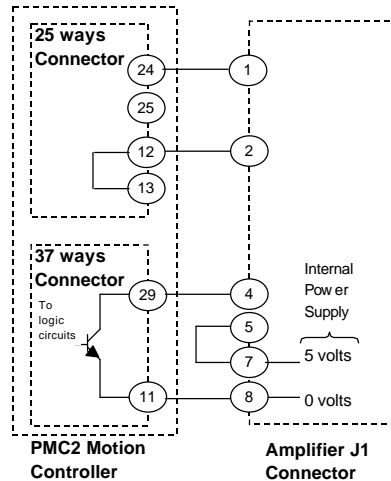 25 ways
Connector
24
1
25
12
2
13
37 ways
Connector
29
4
Internal
Power
Supply
To
logic
circuits
5
7
5 volts
11
8
0 volts
PMC2 Motion
Controller
Amplifier J1
Connector